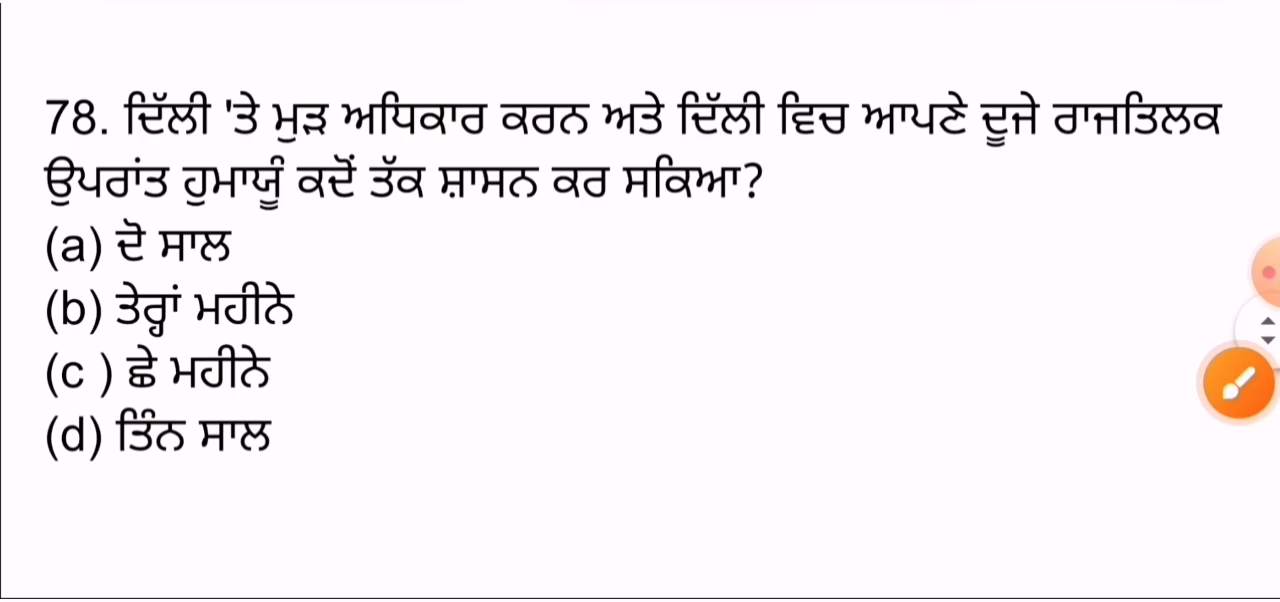 78. ਦਿੱਲੀ 'ਤੇ ਮੁੜ ਅਧਿਕਾਰ ਕਰਨ ਅਤੇ ਦਿੱਲੀ ਵਿਚ ਆਪਣੇ ਦੂਜੇ ਰਾਜਤਿਲਕ
ਉਪਰਾਂਤ ਹੁਮਾਯੂੰ ਕਦੋਂ ਤੱਕ ਸ਼ਾਸਨ ਕਰ ਸਕਿਆ?
(a) ਦੋ ਸਾਲ
(b) ਤੇਰ੍ਹਾਂ ਮਹੀਨੇ
(c ) ਛੇ ਮਹੀਨੇ
(d) ਤਿੰਨ ਸਾਲ